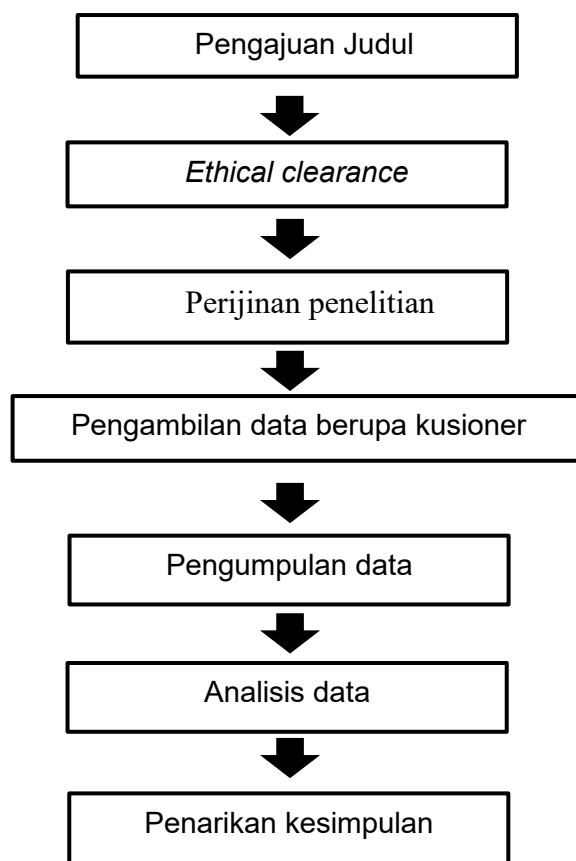 Pengajuan Judul
Ethical clearance
Perijinan penelitian
Pengambilan data berupa kusioner
Pengumpulan data
Analisis data
Penarikan kesimpulan